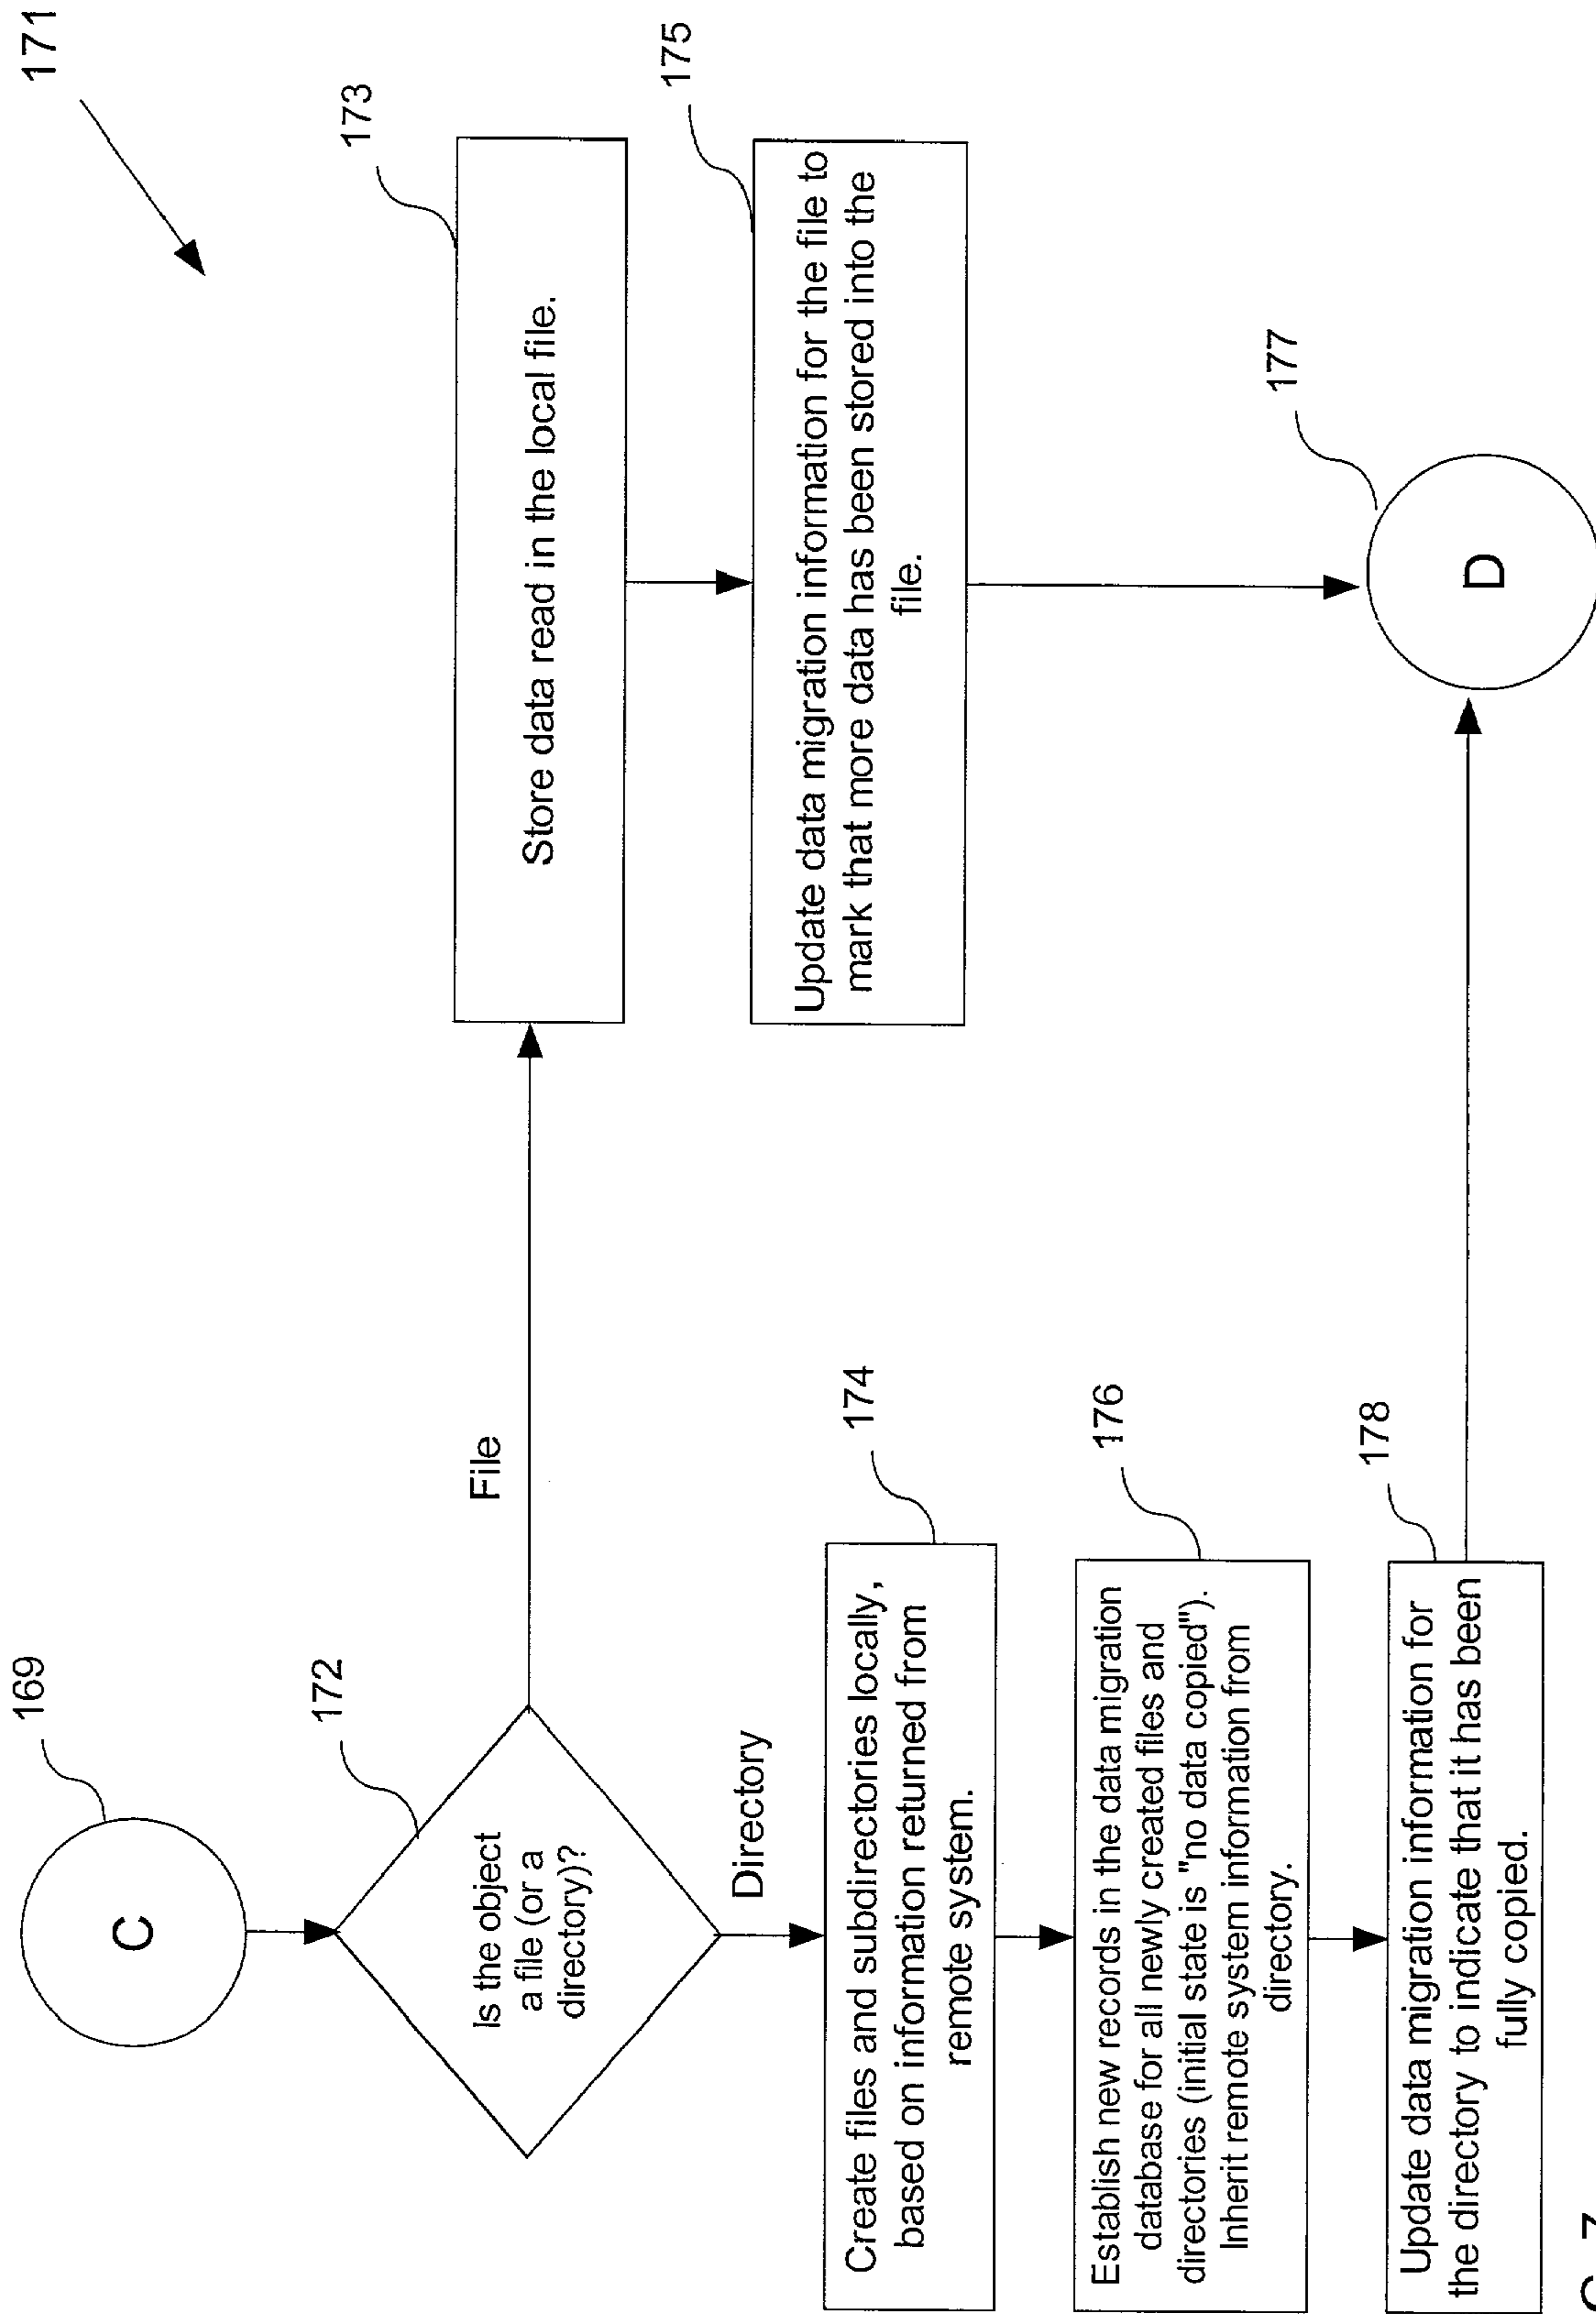 171
169
C
172
Is the object
a file (or a
directory)?
File
173
Store data read in the local file.
175
Update data migration information for the file to
mark that more data has been stored into the
file.
Directory
174
Create files and subdirectories locally,
based on information returned from
remote system.
176
Establish new records in the data migration
database for all newly created files and
directories (initial state is "no data copied").
Inherit remote system information from
directory.
178
Update data migration information for
the directory to indicate that it has been
fully copied.
177
D